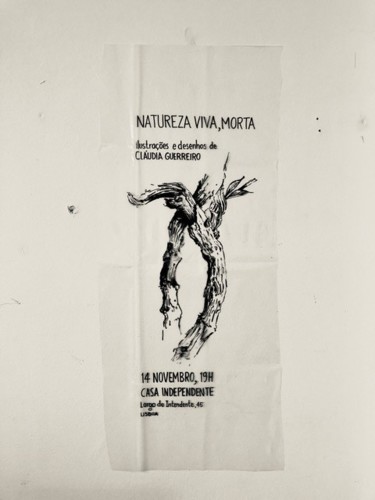 NATUREZA VIVA, MORTA
ilustrações e desenhos de
CLÁUDIA GUERREIRO
14 NOVEMBRO, 19H
CASA INDEPENDENTE
Largo do Intendente, 45
LISBOA